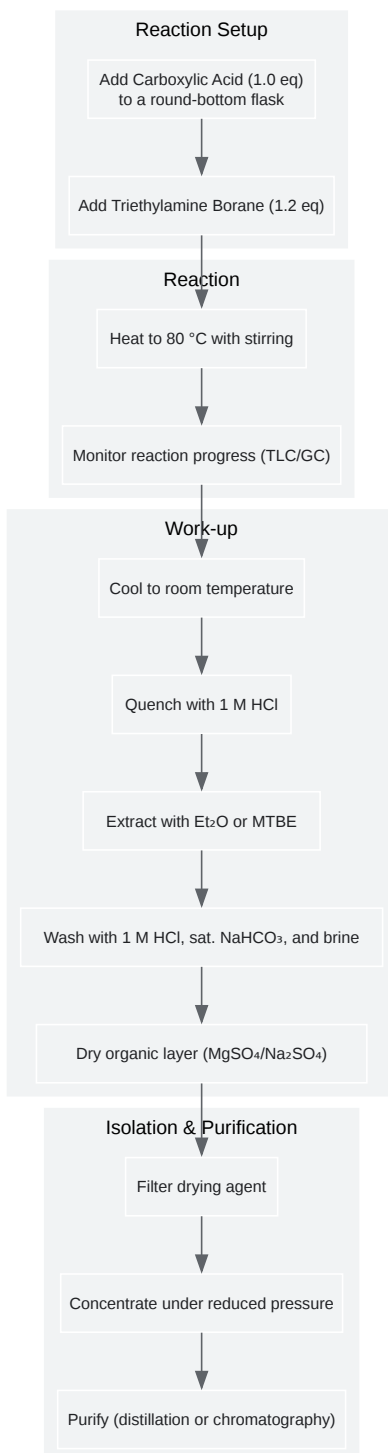 Reaction Setup
Add Carboxylic Acid (1.0 eq)
to a round-bottom flask
Add Triethylamine Borane (1.2 eq)
Reaction
Heat to 80 °C with stirring
Monitor reaction progress (TLC/GC)
Work-up
Cool to room temperature
Quench with 1 M HCl
Extract with Et₂O or MTBE
Wash with 1 M HCl, sat. NaHCO₃, and brine
Dry organic layer (MgSO₄/Na₂SO₄)
Isolation & Purification
Filter drying agent
Concentrate under reduced pressure
Purify (distillation or chromatography)